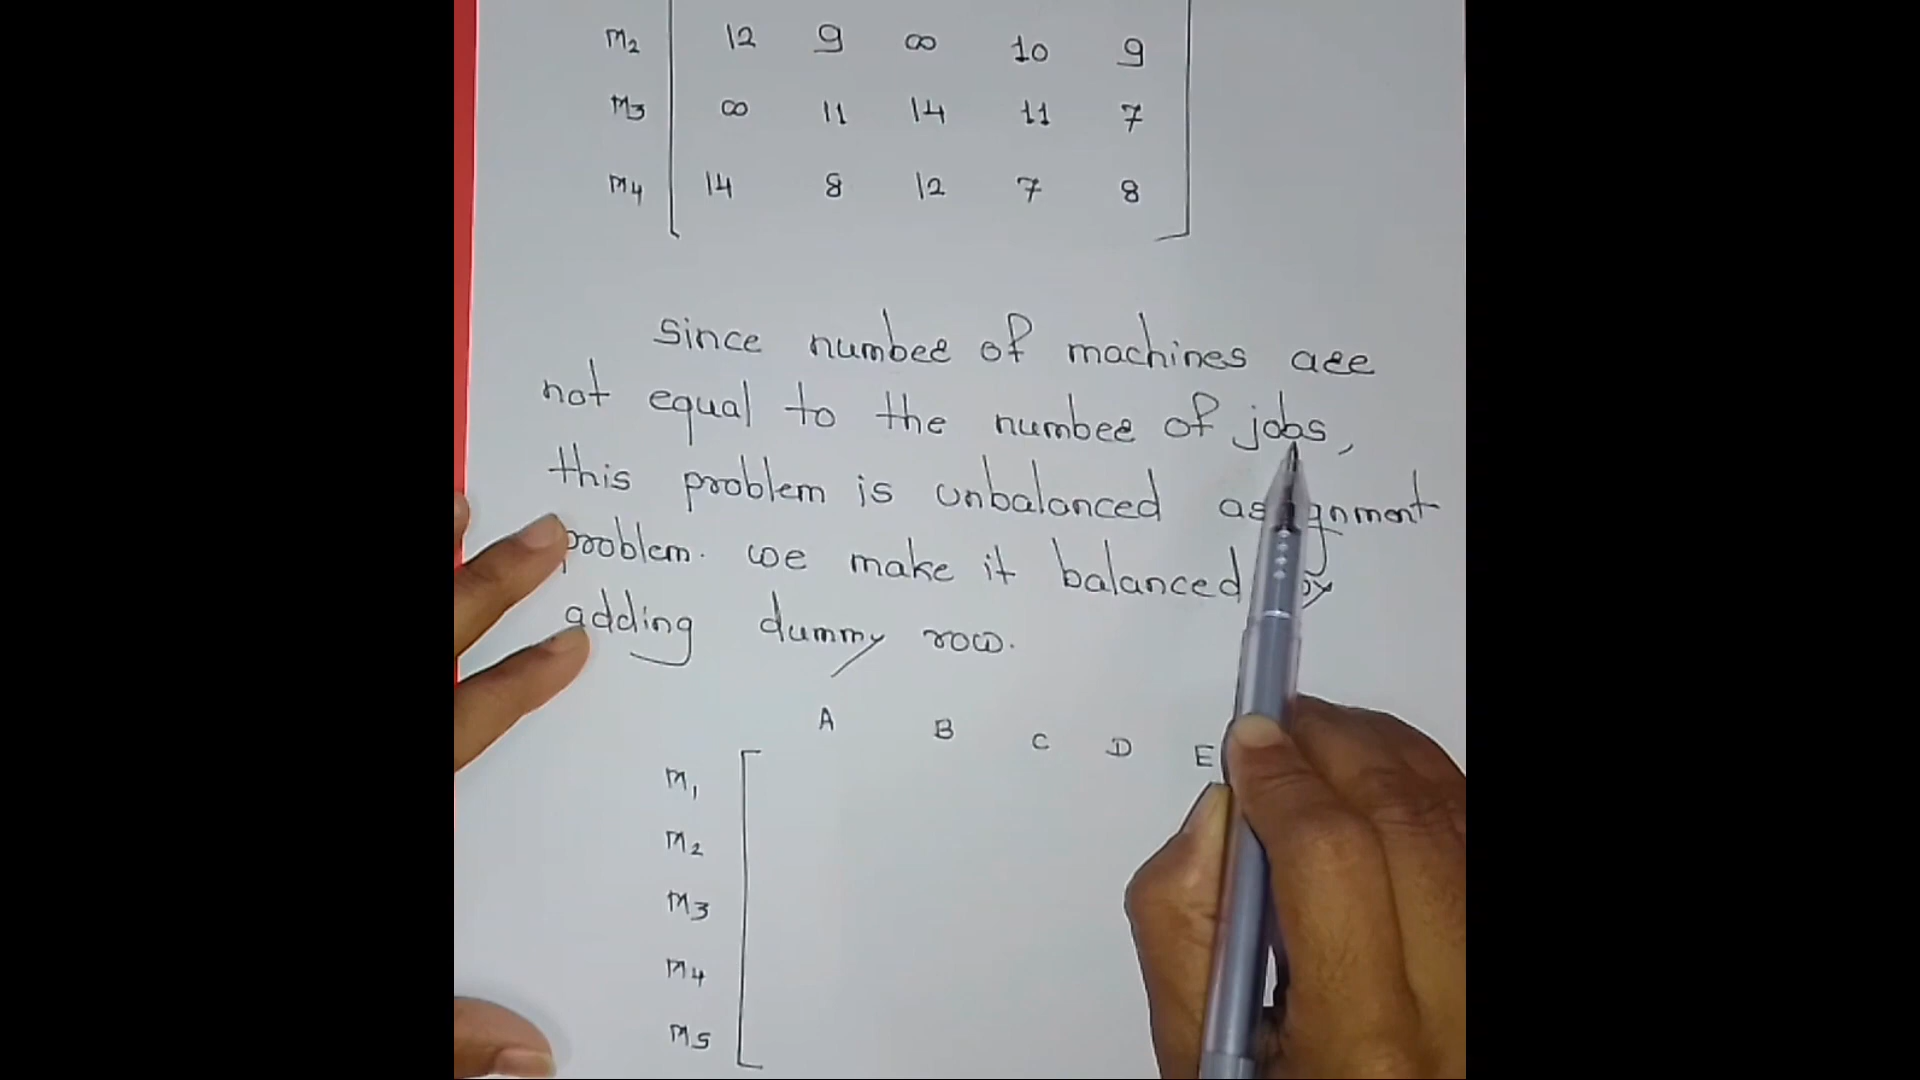 M2 12 9 ∞ 10 9
M3 ∞ 11 14 11 7
M4 14 8 12 7 8
since number of machines are
not equal to the number of jobs,
this problem is unbalanced assignment
problem. we make it balanced by
adding dummy row.
A B C D E
M1
M2
M3
M4
M5